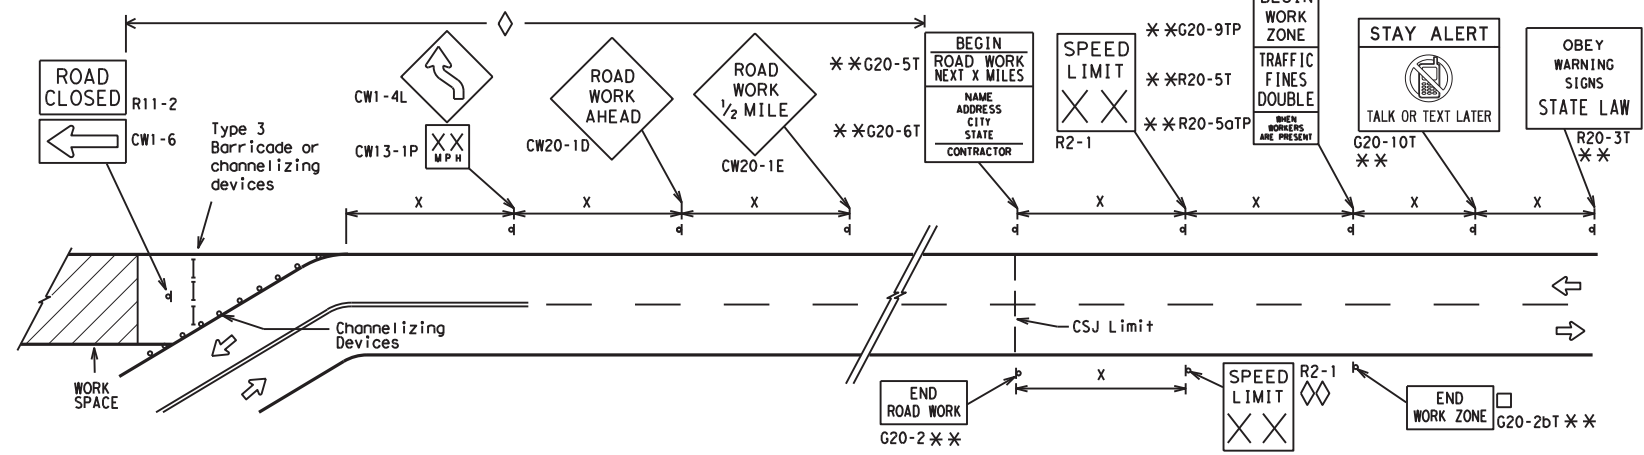 ROAD
CLOSED
R11-2
CW1-6
Type 3
Barricade or
channelizing
devices
CW1-4L
XX
MPH
CW13-1P
ROAD
WORK
AHEAD
CW20-1D
ROAD
WORK
1/2 MILE
CW20-1E
**G20-5T
**G20-6T
BEGIN
ROAD WORK
NEXT X MILES
NAME
ADDRESS
CITY
STATE
CONTRACTOR
SPEED
LIMIT
XX
R2-1
**G20-9TP
**R20-5T
**R20-5aTP
BEGIN
WORK
ZONE
TRAFFIC
FINES
DOUBLE
WHEN
WORKERS
ARE PRESENT
STAY ALERT
TALK OR TEXT LATER
G20-10T
**
OBEY
WARNING
SIGNS
STATE LAW
R20-3T
**
X
X
X
X
X
X
X
Channelizing
Devices
WORK
SPACE
CSJ Limit
END
ROAD WORK
G20-2**
X
SPEED
LIMIT
XX
R2-1
END
WORK ZONE
G20-2bT **